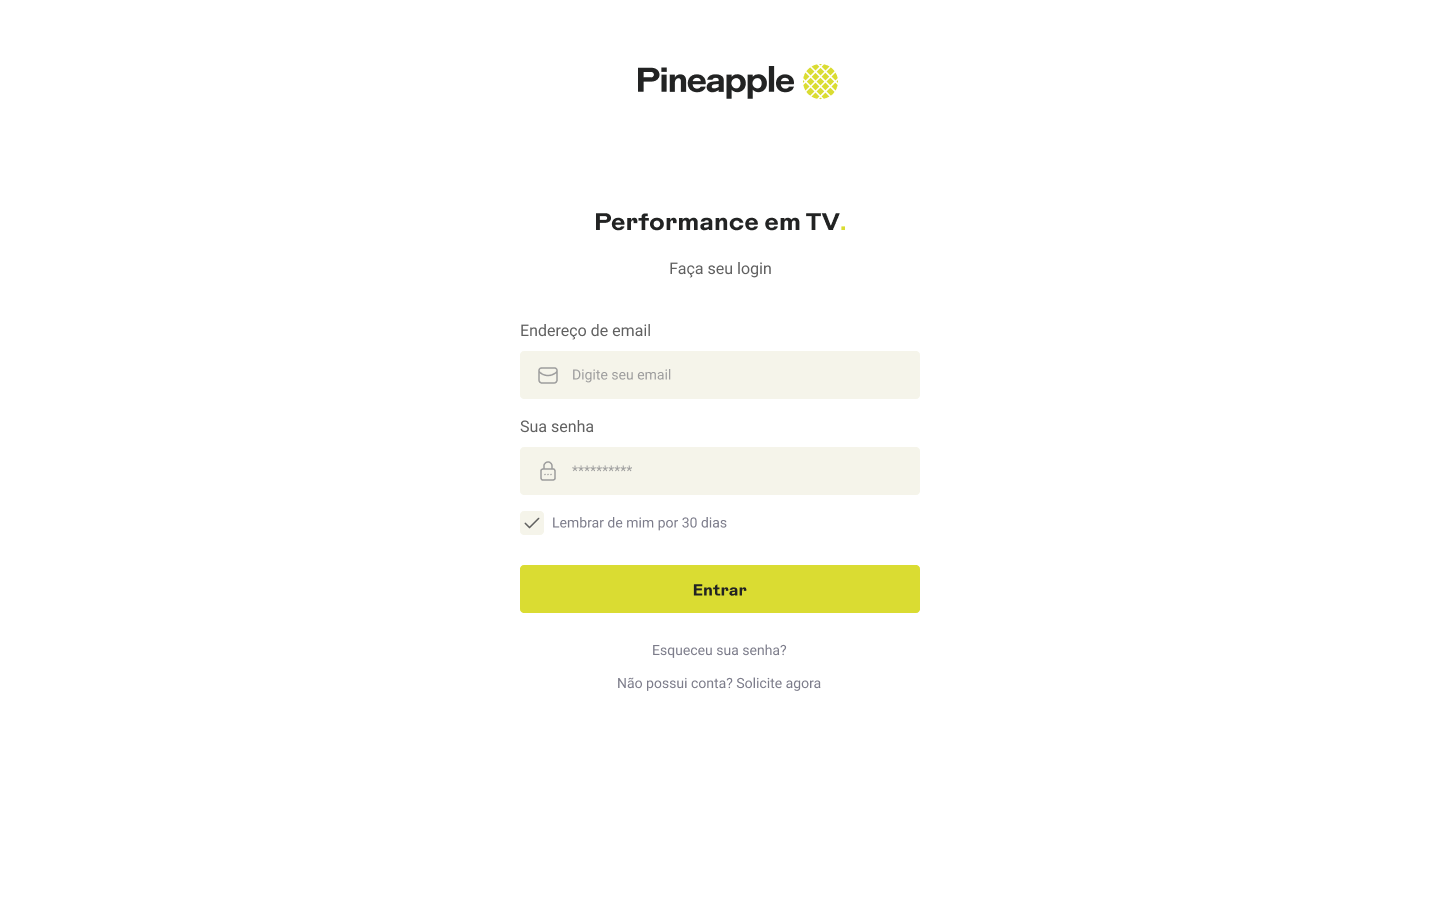 Pineapple
Performance em TV.
Faça seu login
Endereço de email
Digite seu email
Sua senha
**********
Lembrar de mim por 30 dias
Entrar
Esqueceu sua senha?
Não possui conta? Solicite agora